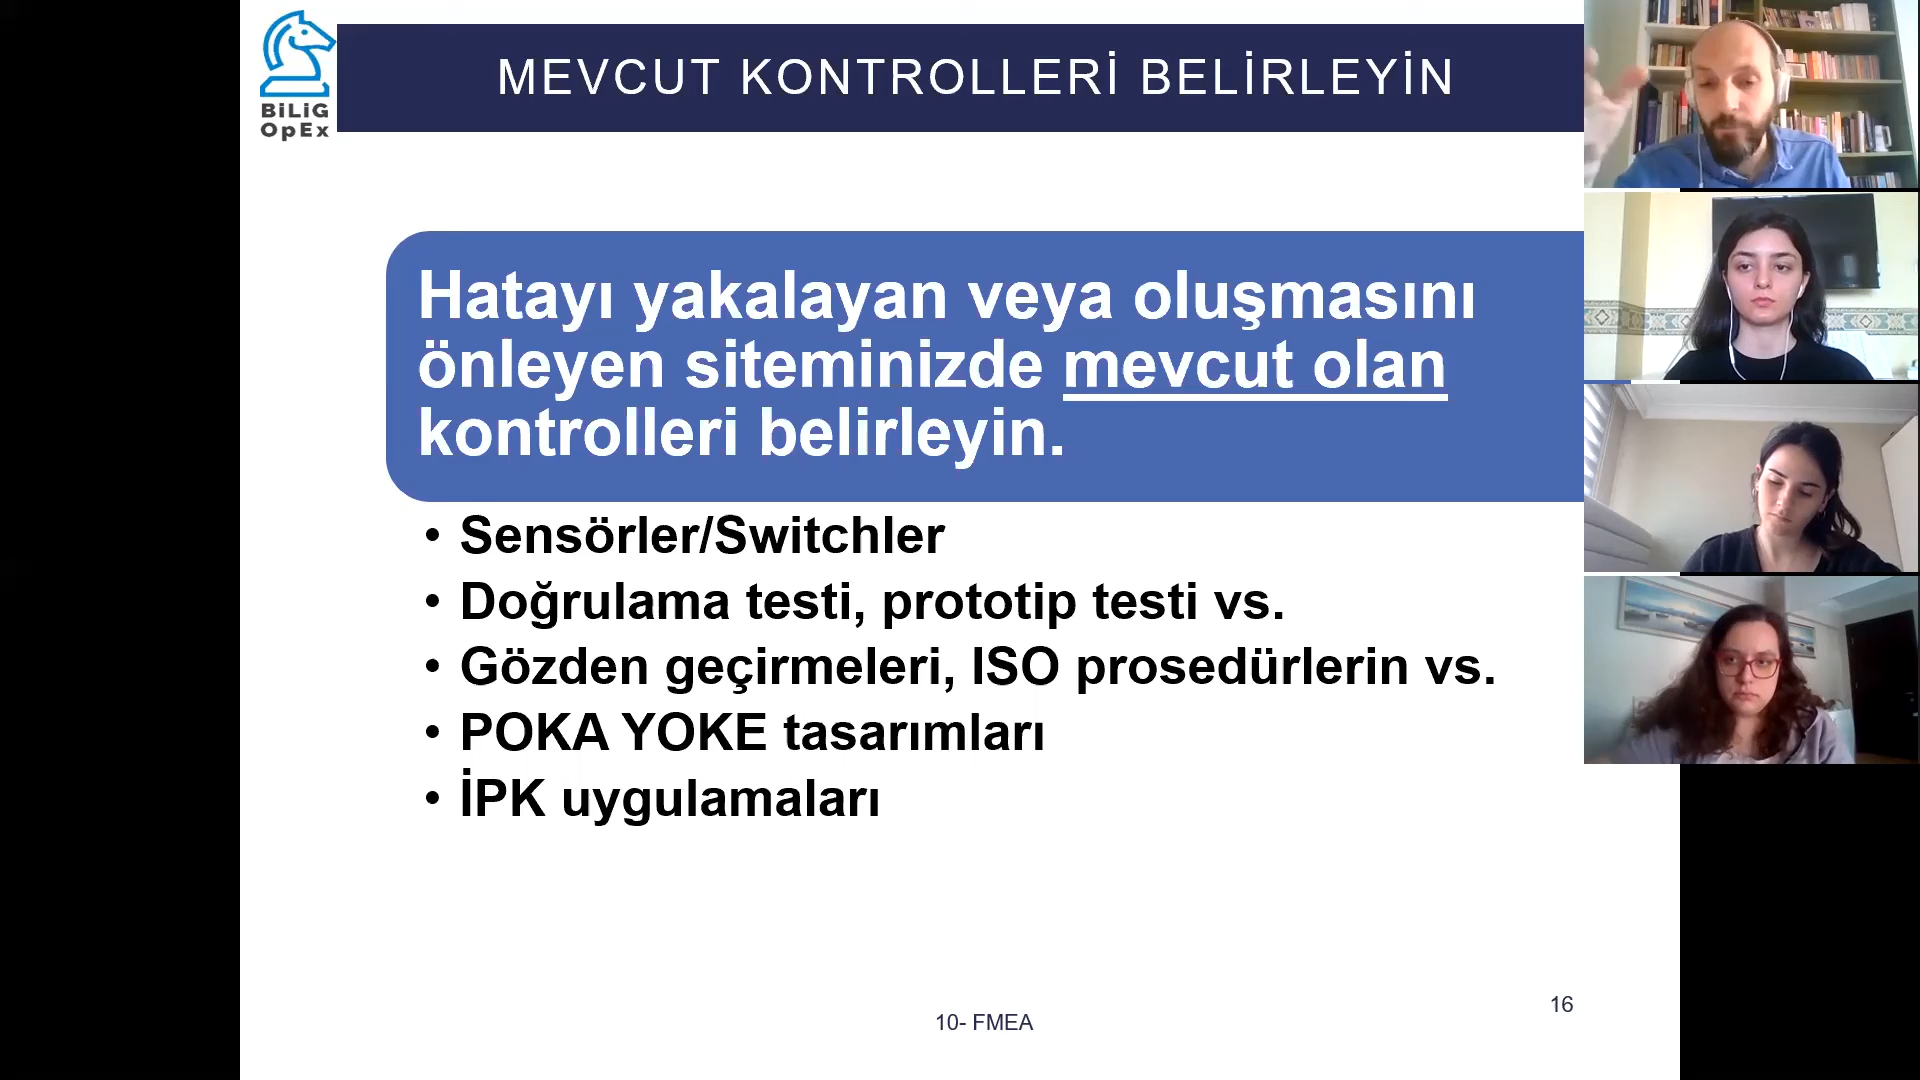 BiLiG
OpEx
MEVCUT KONTROLLERİ BELİRLEYİN
Hatayı yakalayan veya oluşmasını
önleyen siteminizde mevcut olan
kontrolleri belirleyin.
• Sensörler/Switchler
• Doğrulama testi, prototip testi vs.
• Gözden geçirmeleri, ISO prosedürlerin vs.
• POKA YOKE tasarımları
• İPK uygulamaları
16
10- FMEA